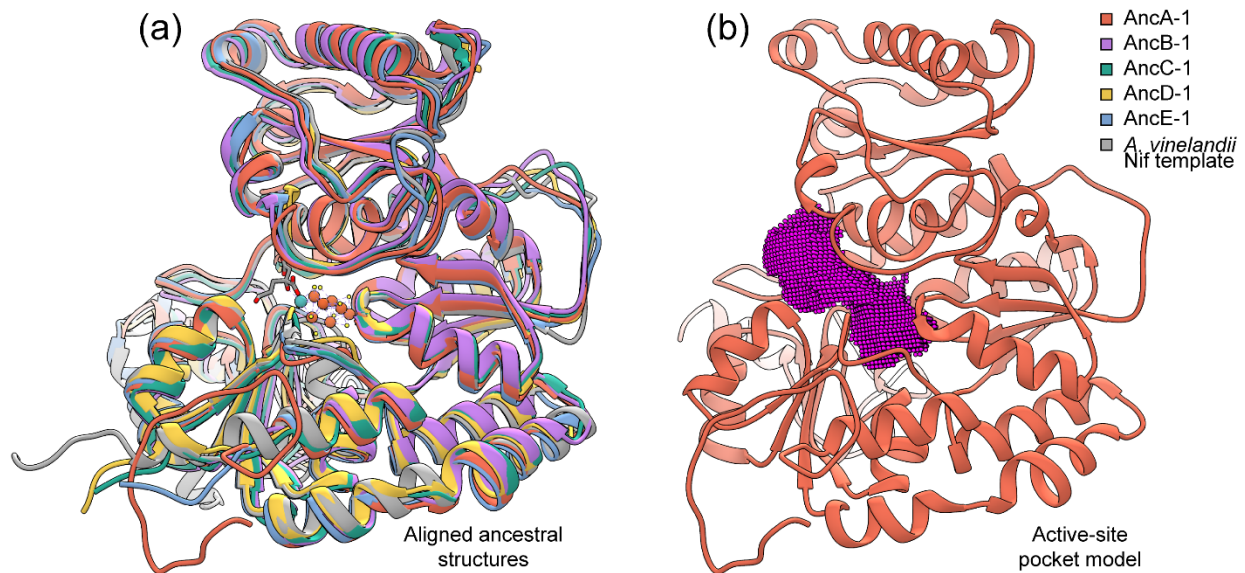 (a)
Aligned ancestral
structures
(b)
Active-site
pocket model
AncA-1
AncB-1
AncC-1
AncD-1
AncE-1
A. vinelandii
Nif template